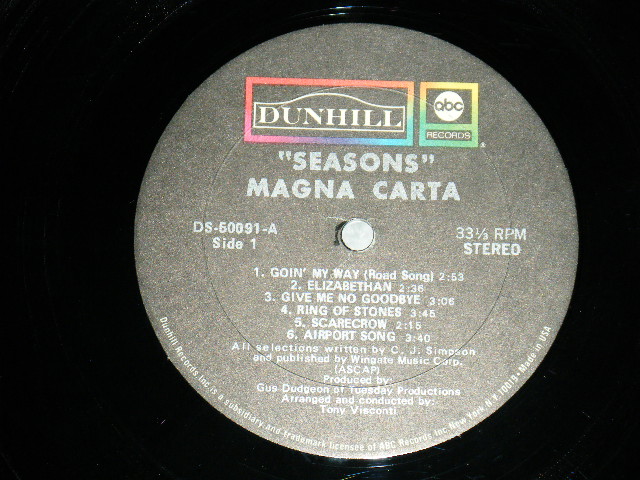 DUNHILL
abc
RECORDS
"SEASONS"
MAGNA CARTA
DS-50091-A
Side 1
33⅓ RPM
STEREO
1. GOIN' MY WAY (Road Song) 2:53
2. ELIZABETHAN 2:36
3. GIVE ME NO GOODBYE 3:06
4. RING OF STONES 3:45
5. SCARECROW 2:15
6. AIRPORT SONG 3:40
All selections written by C. J. Simpson
and published by Wingate Music Corp.
(ASCAP)
Produced by:
Gus Dudgeon of Tuesday Productions
Arranged and conducted by:
Tony Visconti
Dunhill Records Inc. is a subsidiary and trademark licensee of ABC Records Inc. New York, N.Y. 10019 • Made in USA